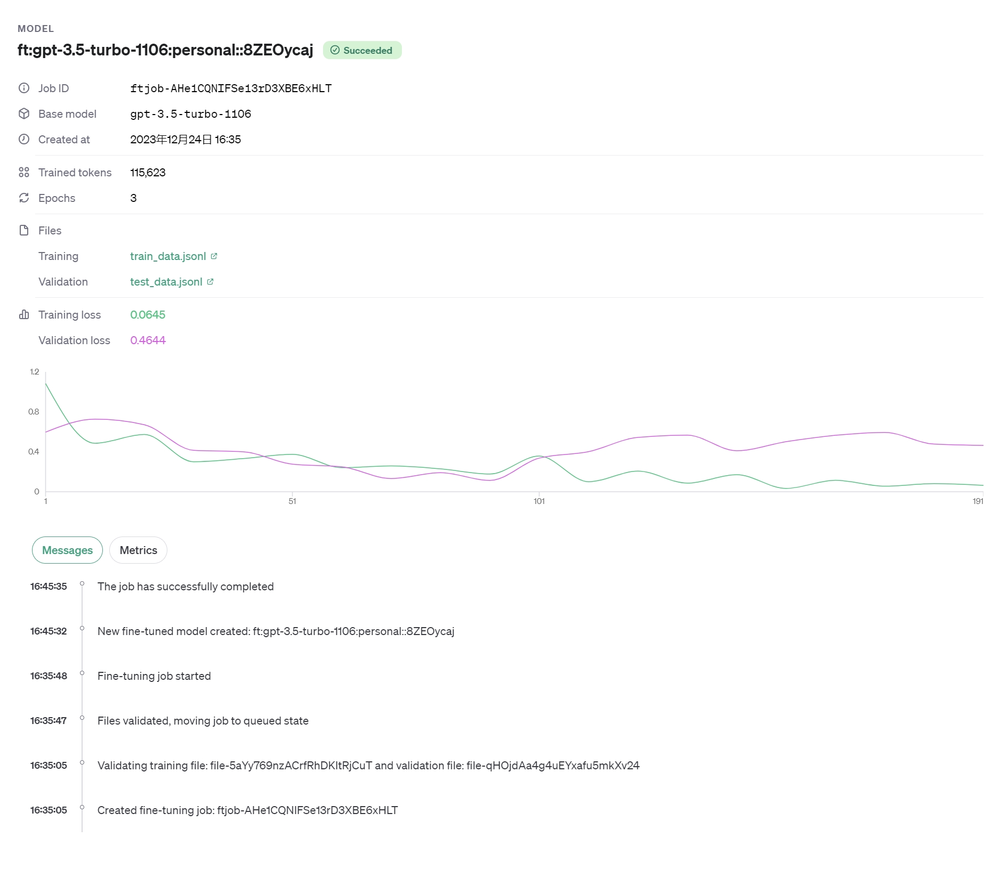 MODEL
ft:gpt-3.5-turbo-1106:personal::8ZEOycaj Succeeded
Job ID ftjob-AHe1CQNIFSe13rD3XBE6xHLT
Base model gpt-3.5-turbo-1106
Created at 2023年12月24日 16:35
Trained tokens 115,623
Epochs 3
Files
Training train_data.jsonl
Validation test_data.jsonl
Training loss 0.0645
Validation loss 0.4644
1.2
0.8
0.4
0
1 51 101 191
Messages Metrics
16:45:35 The job has successfully completed
16:45:32 New fine-tuned model created: ft:gpt-3.5-turbo-1106:personal::8ZEOycaj
16:35:48 Fine-tuning job started
16:35:47 Files validated, moving job to queued state
16:35:05 Validating training file: file-5aYy769nzACrfRhDKItRjCuT and validation file: file-qHOjdAa4g4uEYxafu5mkXv24
16:35:05 Created fine-tuning job: ftjob-AHe1CQNIFSe13rD3XBE6xHLT